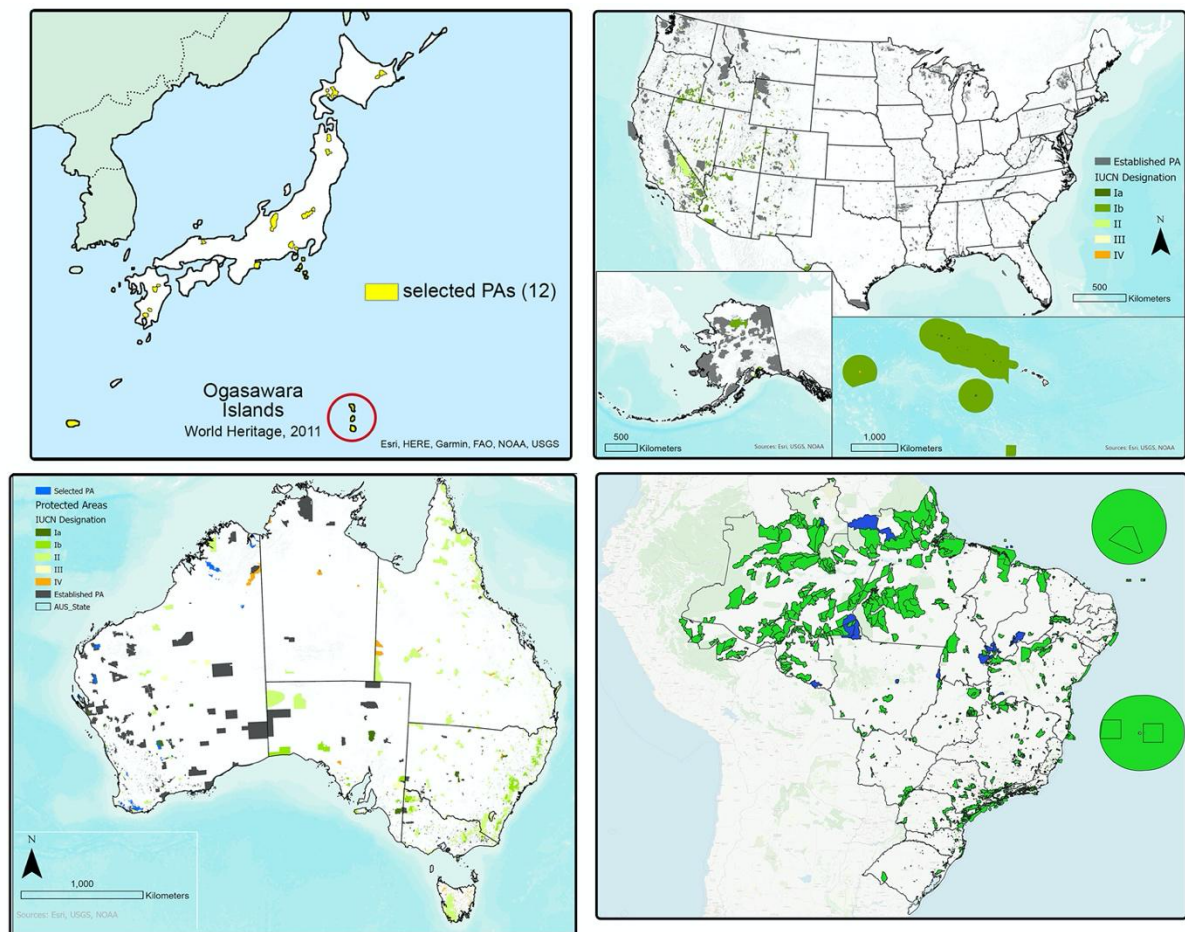 selected PAs (12)
Ogasawara
Islands
World Heritage, 2011
Esri, HERE, Garmin, FAO, NOAA, USGS
Established PA
IUCN Designation
Ia
Ib
II
III
IV
N
500
Kilometers
500
Kilometers
Sources: Esri, USGS, NOAA
1,000
Kilometers
Sources: Esri, USGS, NOAA
Selected PA
Protected Areas
IUCN Designation
Ia
Ib
II
III
IV
Established PA
AUS_State
N
1,000
Kilometers
Sources: Esri, USGS, NOAA